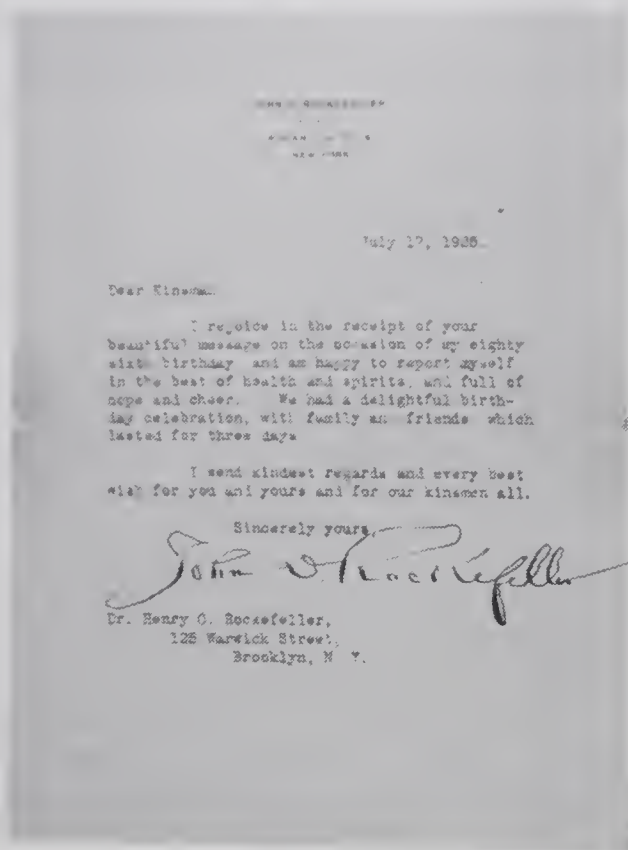 NEW YORK
July 17, 1925.
Dear Kinsman
I rejoice in the receipt of your
beautiful message on the occasion of my eighty
sixth birthday and am happy to report myself
in the best of health and spirits, and full of
hope and cheer. We had a delightful birth-
day celebration, with family and friends which
lasted for three days
I send kindest regards and every best
wish for you and yours and for our kinsmen all.
Sincerely yours,
John D. Rockefeller
Dr. Henry O. Rockefeller,
Warwick Street,
Brooklyn, N Y.